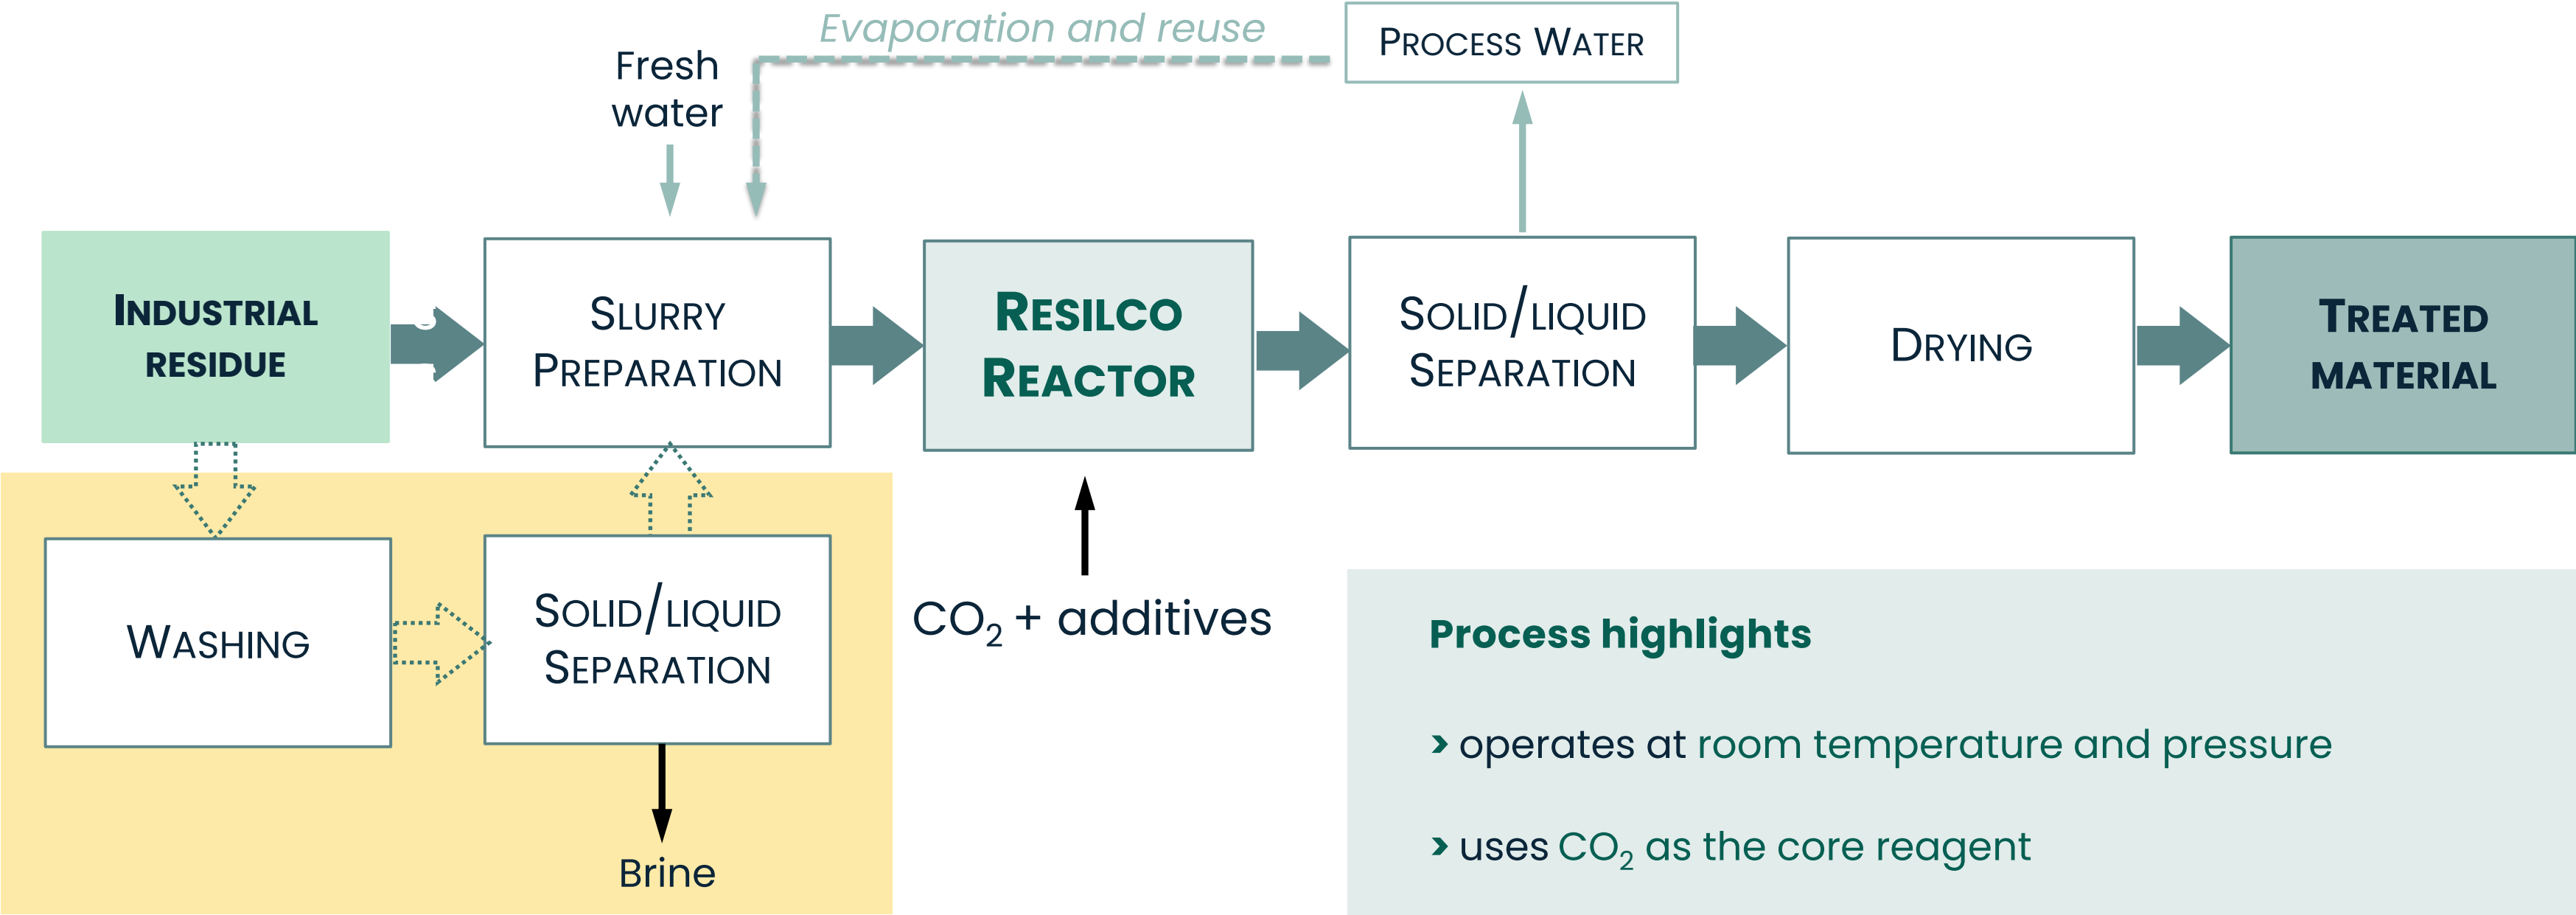 Evaporation and reuse
PROCESS WATER
Fresh
water
INDUSTRIAL
RESIDUE
SLURRY
PREPARATION
RESILCO
REACTOR
SOLID/LIQUID
SEPARATION
DRYING
TREATED
MATERIAL
WASHING
SOLID/LIQUID
SEPARATION
Brine
CO₂ + additives
Process highlights
› operates at room temperature and pressure
› uses CO₂ as the core reagent